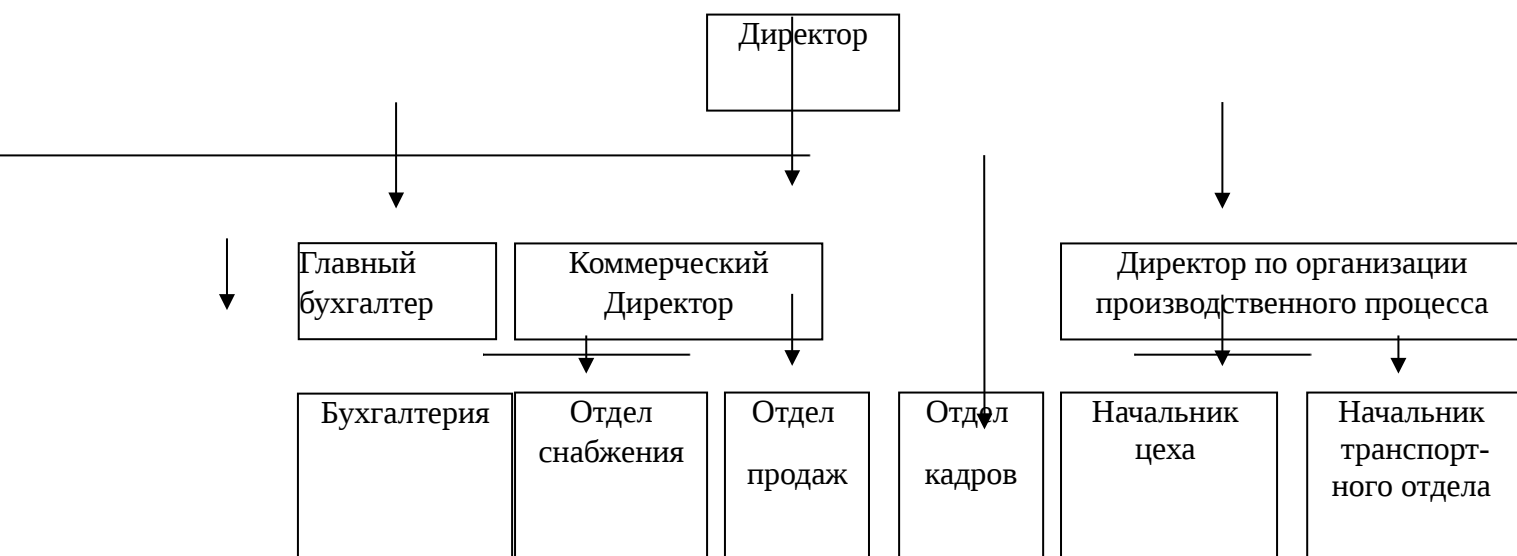 Директор
Главный
бухгалтер
Коммерческий
Директор
Директор по организации
производственного процесса
Бухгалтерия
Отдел
снабжения
Отдел
продаж
Отдел
кадров
Начальник
цеха
Начальник
транспорт-
ного отдела